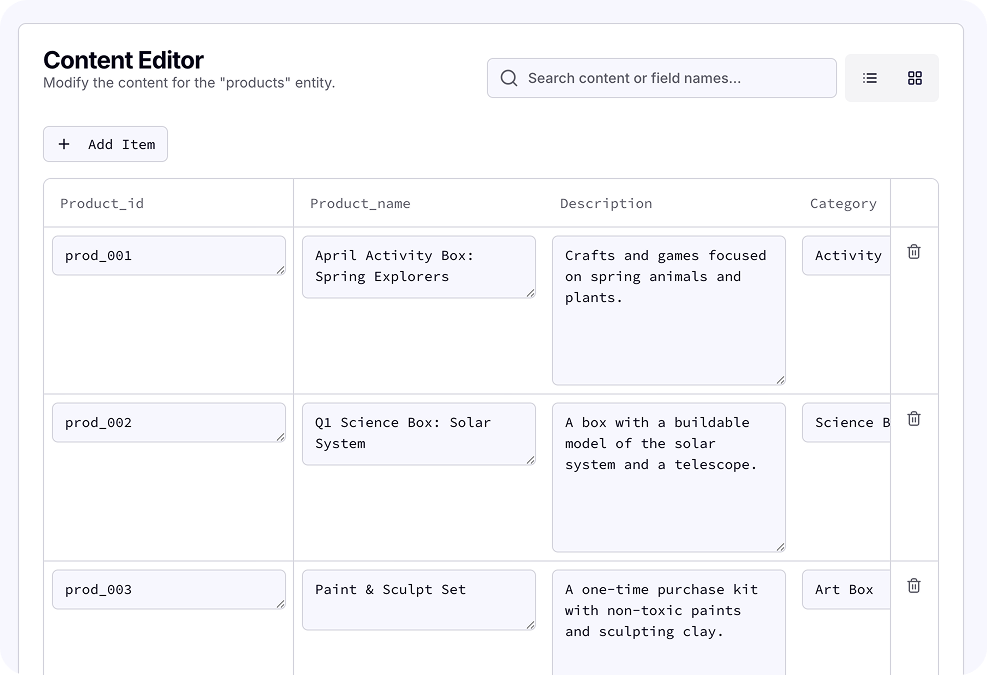 Content Editor
Modify the content for the "products" entity.
Search content or field names...
Add Item
Product_id
Product_name
Description
Category
prod_001
April Activity Box:
Spring Explorers
Crafts and games focused
on spring animals and
plants.
Activity
prod_002
Q1 Science Box: Solar
System
A box with a buildable
model of the solar
system and a telescope.
Science B
prod_003
Paint & Sculpt Set
A one-time purchase kit
with non-toxic paints
and sculpting clay.
Art Box